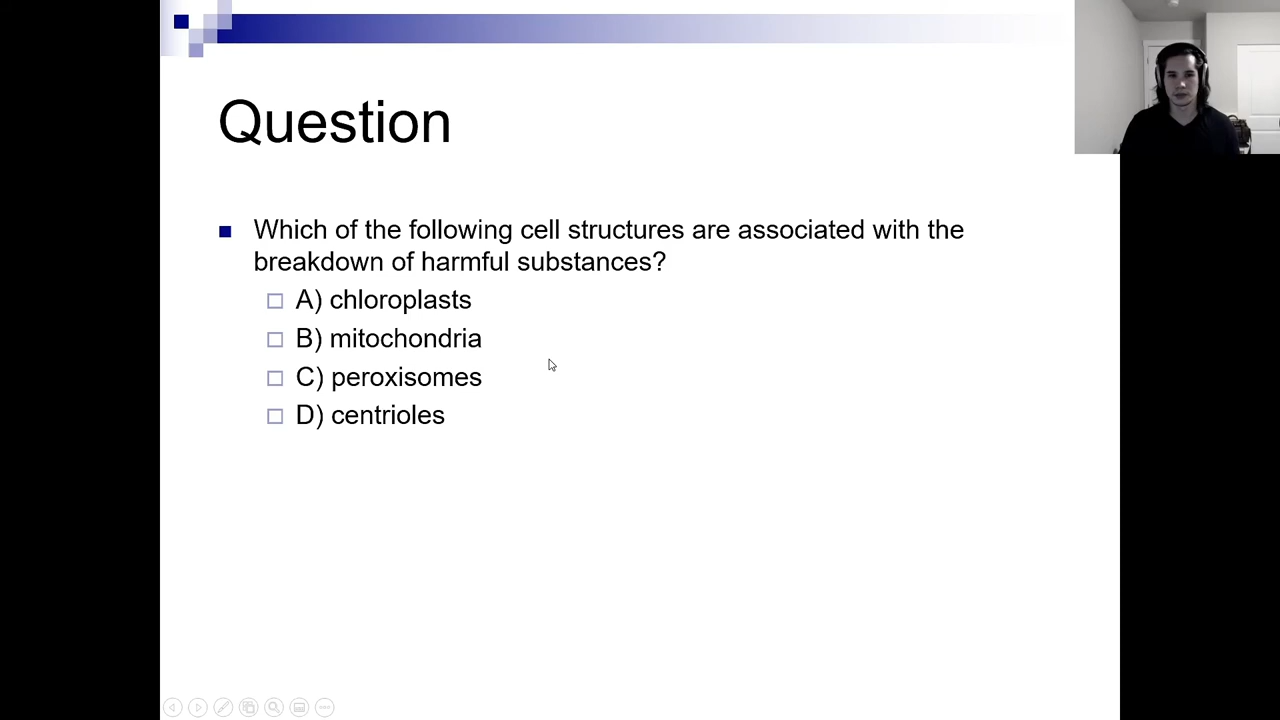 Question
Which of the following cell structures are associated with the
breakdown of harmful substances?
A) chloroplasts
B) mitochondria
C) peroxisomes
D) centrioles